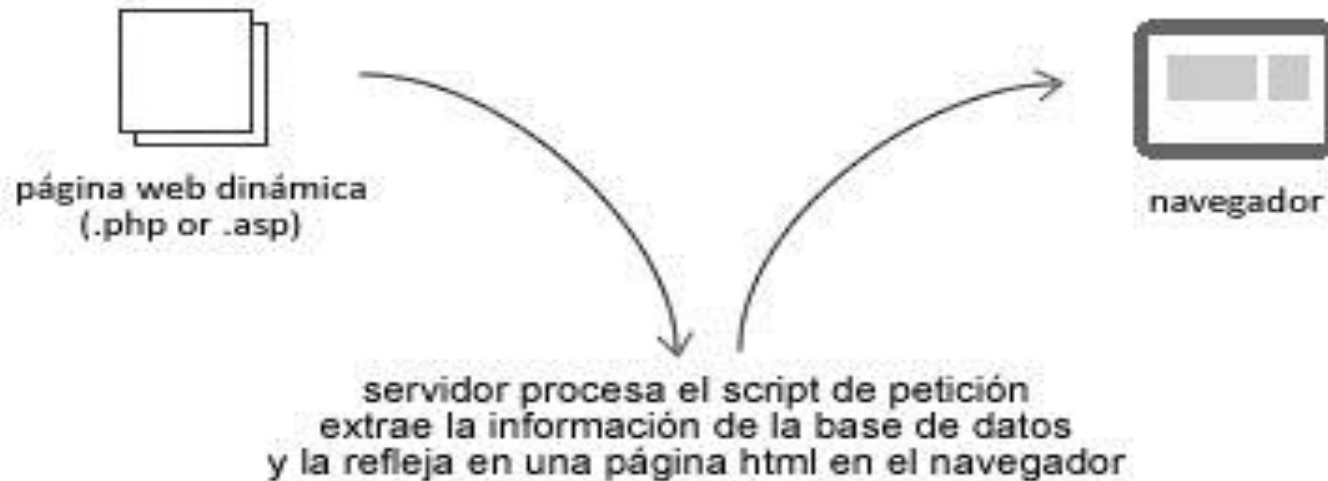 página web dinámica
(.php or .asp)
navegador
servidor procesa el script de petición
extrae la información de la base de datos
y la refleja en una página html en el navegador